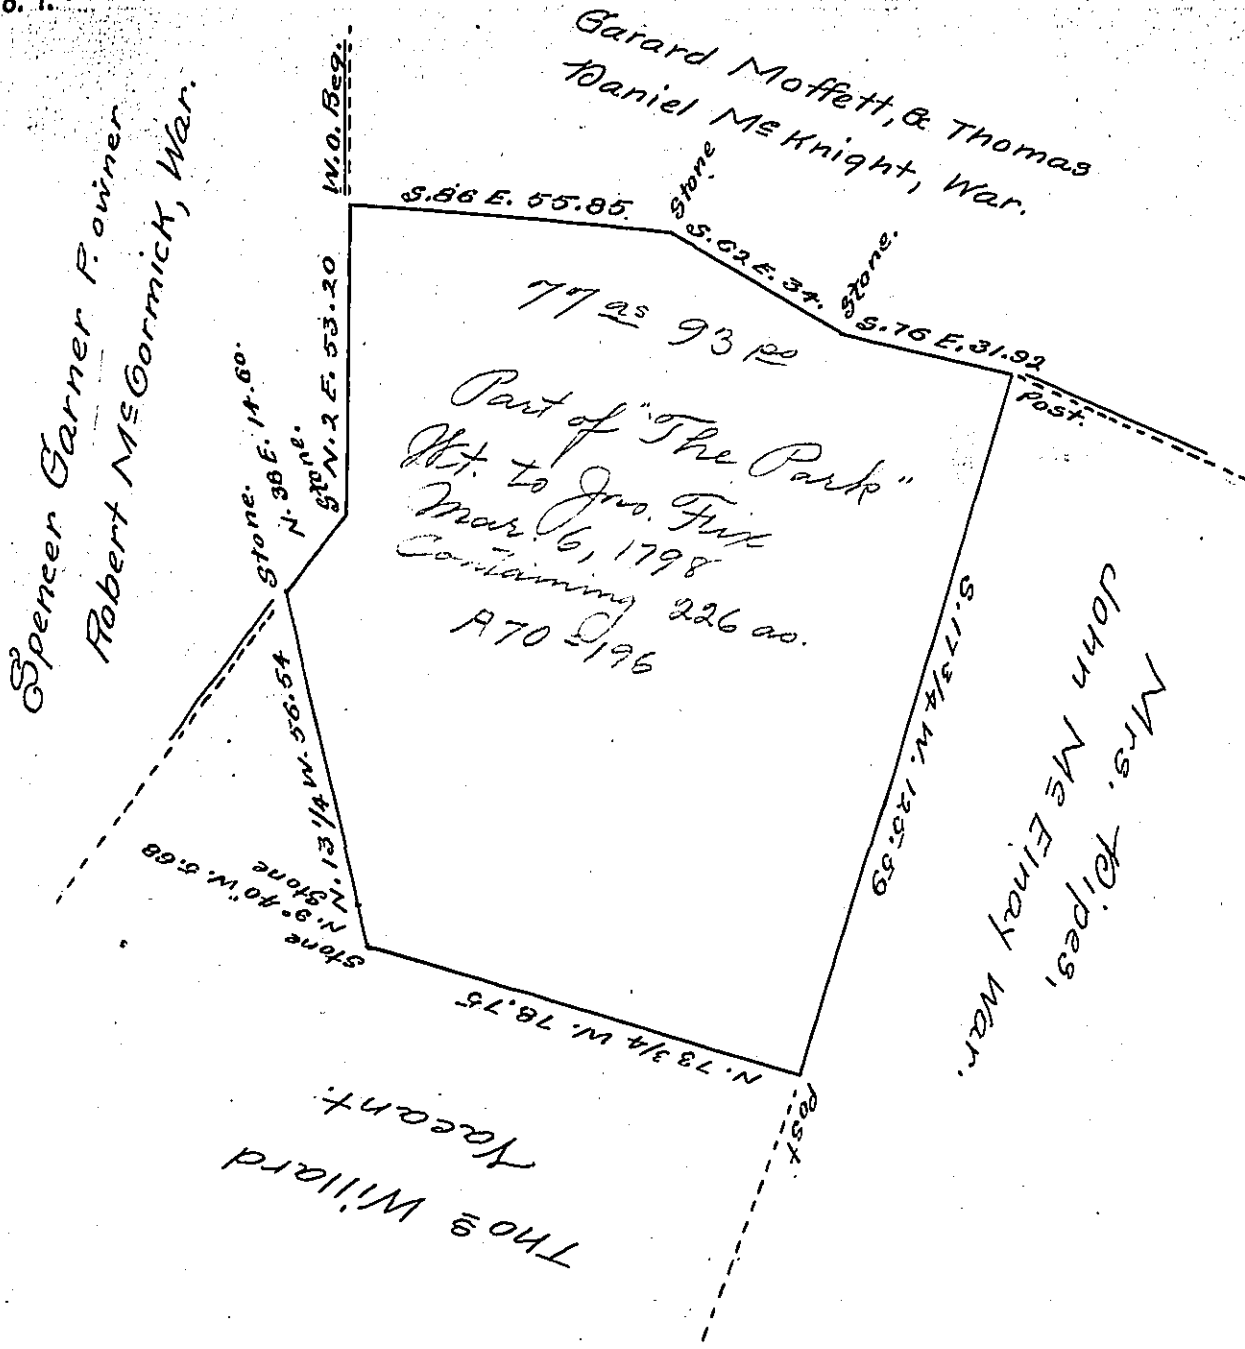 Garard Moffett, & Thomas
Daniel McKnight, War.
Spencer Garner P. owner
Robert McCormick, War.
W.O. Beg.
S.86 E. 55.85
Stone
S.62 E. 34.
Stone.
S.76 E. 31.92
Post.
77 as 93 po
Part of "The Park"
Wt. to Jno. Fix
Mar. 6, 1798
Containing 226 ac.
A70-196
N.2 E. 53.20
Stone.
N.38 E. 14.60.
Stone.
N.13 1/4 W. 56.54
Stone
N.9° 40" W. 5.68
Stone
N.73 3/4 W. 78.75
Post.
S.17 3/4 W. 125.59
Mrs. Pipes,
John McElnay War.
Thos Willard
Vacant.